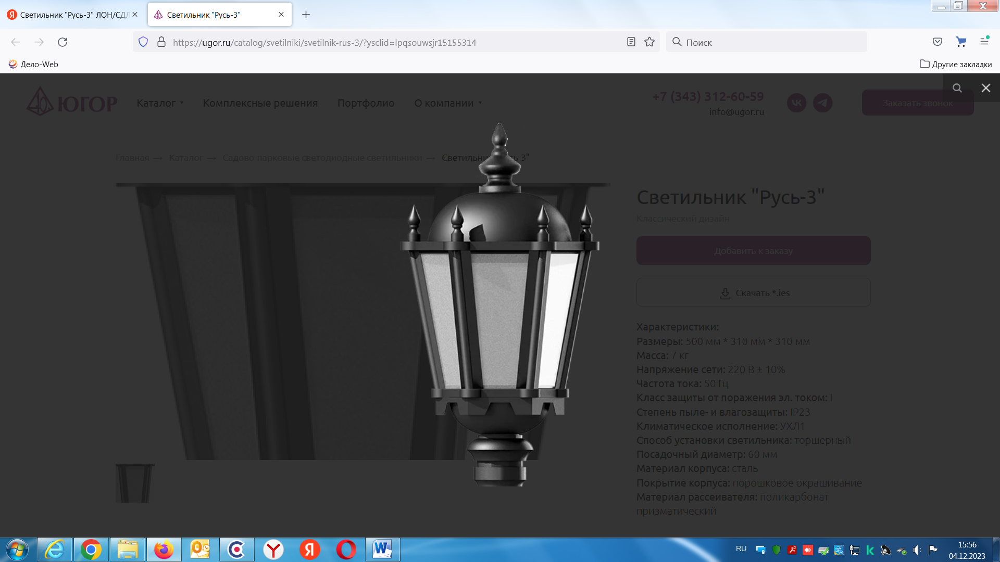 Светильник "Русь-3" ЛОН/СДЛ
Светильник "Русь-3"
https://ugor.ru/catalog/svetilniki/svetilnik-rus-3/?ysclid=lpqsouwsjr15155314
Поиск
Дело-Web
Другие закладки
ЮГОР
Каталог
Комплексные решения
Портфолио
О компании
+7 (343) 312-60-59
info@ugor.ru
Заказать звонок
Главная → Каталог → Садово-парковые светодиодные светильники →
Светильник "Русь-3"
Классический дизайн
Добавить к заказу
Скачать *.ies
Характеристики:
Размеры: 500 мм * 310 мм * 310 мм
Масса: 7 кг
Напряжение сети: 220 В ± 10%
Частота тока: 50 Гц
Класс защиты от поражения эл. током: I
Степень пыле- и влагозащиты: IP23
Климатическое исполнение: УХЛ1
Способ установки светильника: торшерный
Посадочный диаметр: 60 мм
Материал корпуса: сталь
Покрытие корпуса: порошковое окрашивание
Материал рассеивателя: поликарбонат
призматический
RU
15:56
04.12.2023